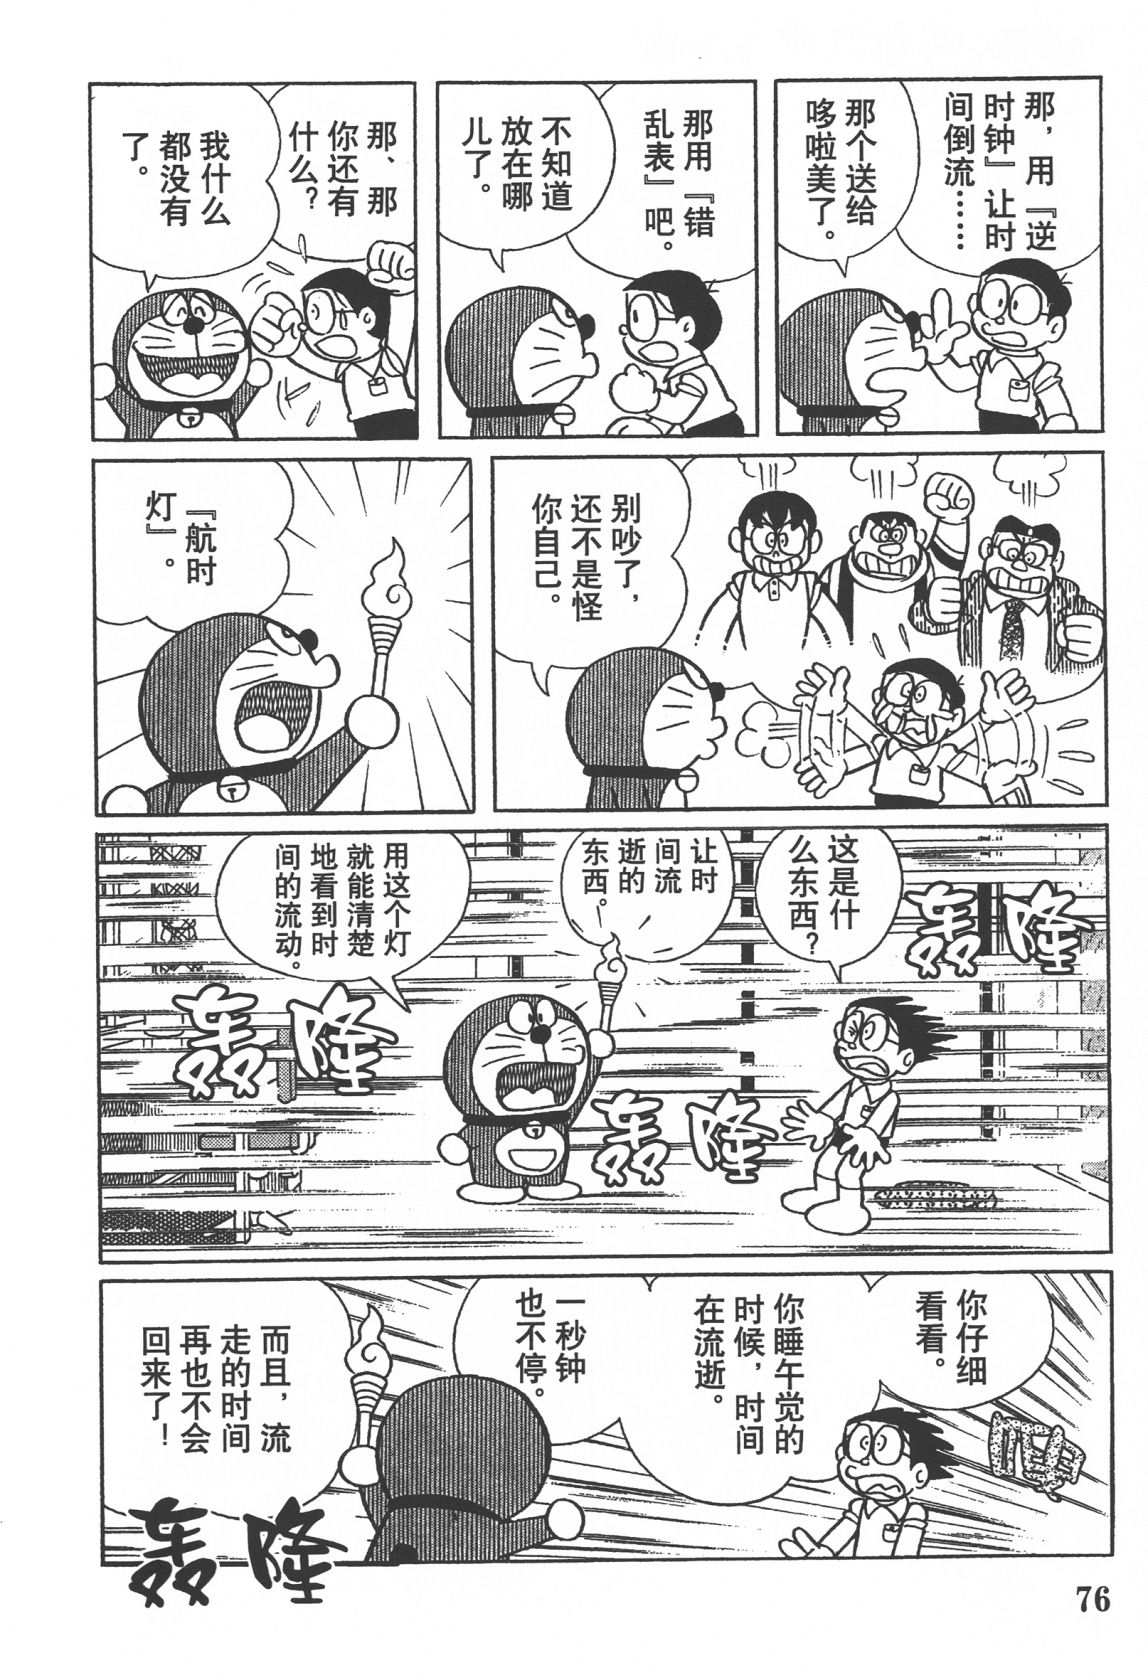 那，用『逆
时钟』让时
间倒流……
那个送给
哆啦美了。
那用『错
乱表』吧。
不知道
放在哪
儿了。
那、那
你还有
什么？
我什么
都没有
了。
别吵了，
还不是怪
你自己。
『航时
灯』。
这是什
么东西？
让时
间流
逝的
东西。
用这个灯
就能清楚
地看到时
间的流动。
轰隆
轰隆
轰隆
你仔细
看看。
你睡午觉的
时候，时间
在流逝。
一秒钟
也不停。
而且，流
走的时间
再也不会
回来了！
轰隆
76